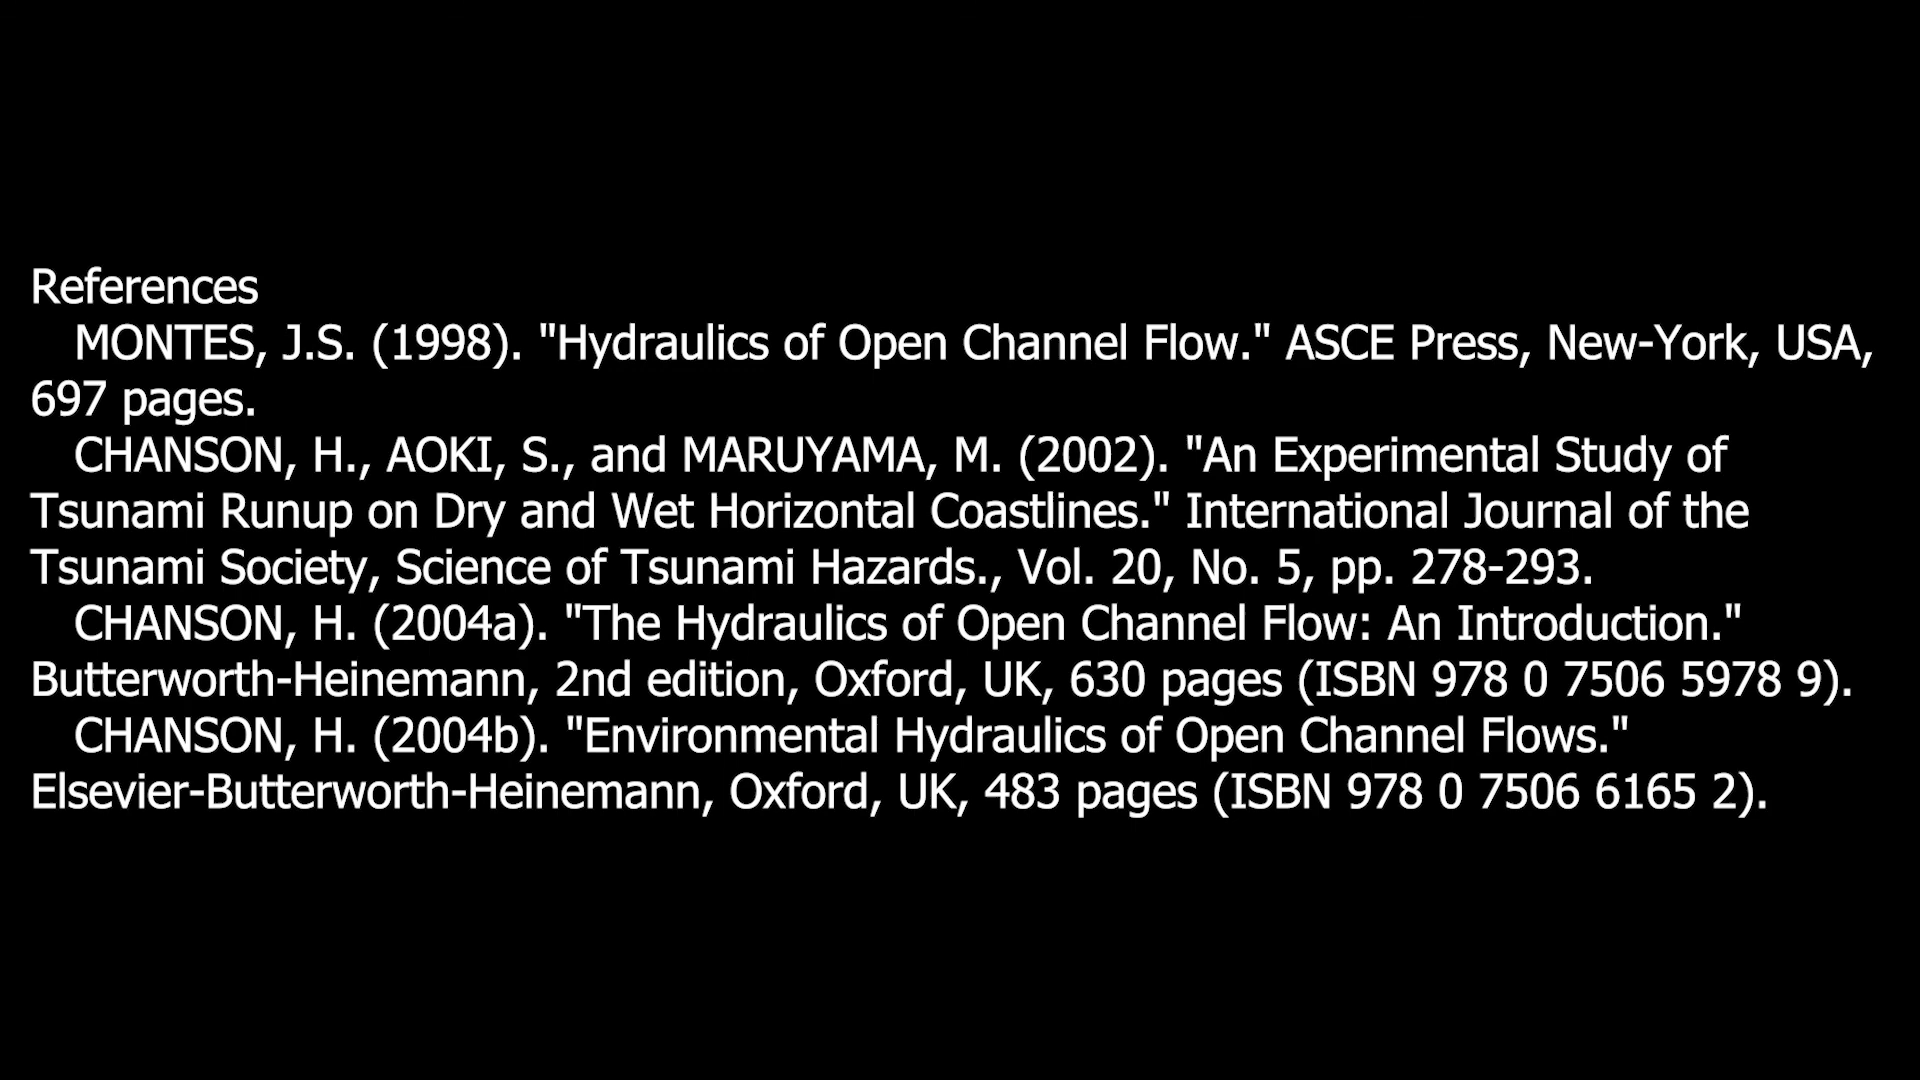 References
MONTES, J.S. (1998). "Hydraulics of Open Channel Flow." ASCE Press, New-York, USA,
697 pages.
CHANSON, H., AOKI, S., and MARUYAMA, M. (2002). "An Experimental Study of
Tsunami Runup on Dry and Wet Horizontal Coastlines." International Journal of the
Tsunami Society, Science of Tsunami Hazards., Vol. 20, No. 5, pp. 278-293.
CHANSON, H. (2004a). "The Hydraulics of Open Channel Flow: An Introduction."
Butterworth-Heinemann, 2nd edition, Oxford, UK, 630 pages (ISBN 978 0 7506 5978 9).
CHANSON, H. (2004b). "Environmental Hydraulics of Open Channel Flows."
Elsevier-Butterworth-Heinemann, Oxford, UK, 483 pages (ISBN 978 0 7506 6165 2).